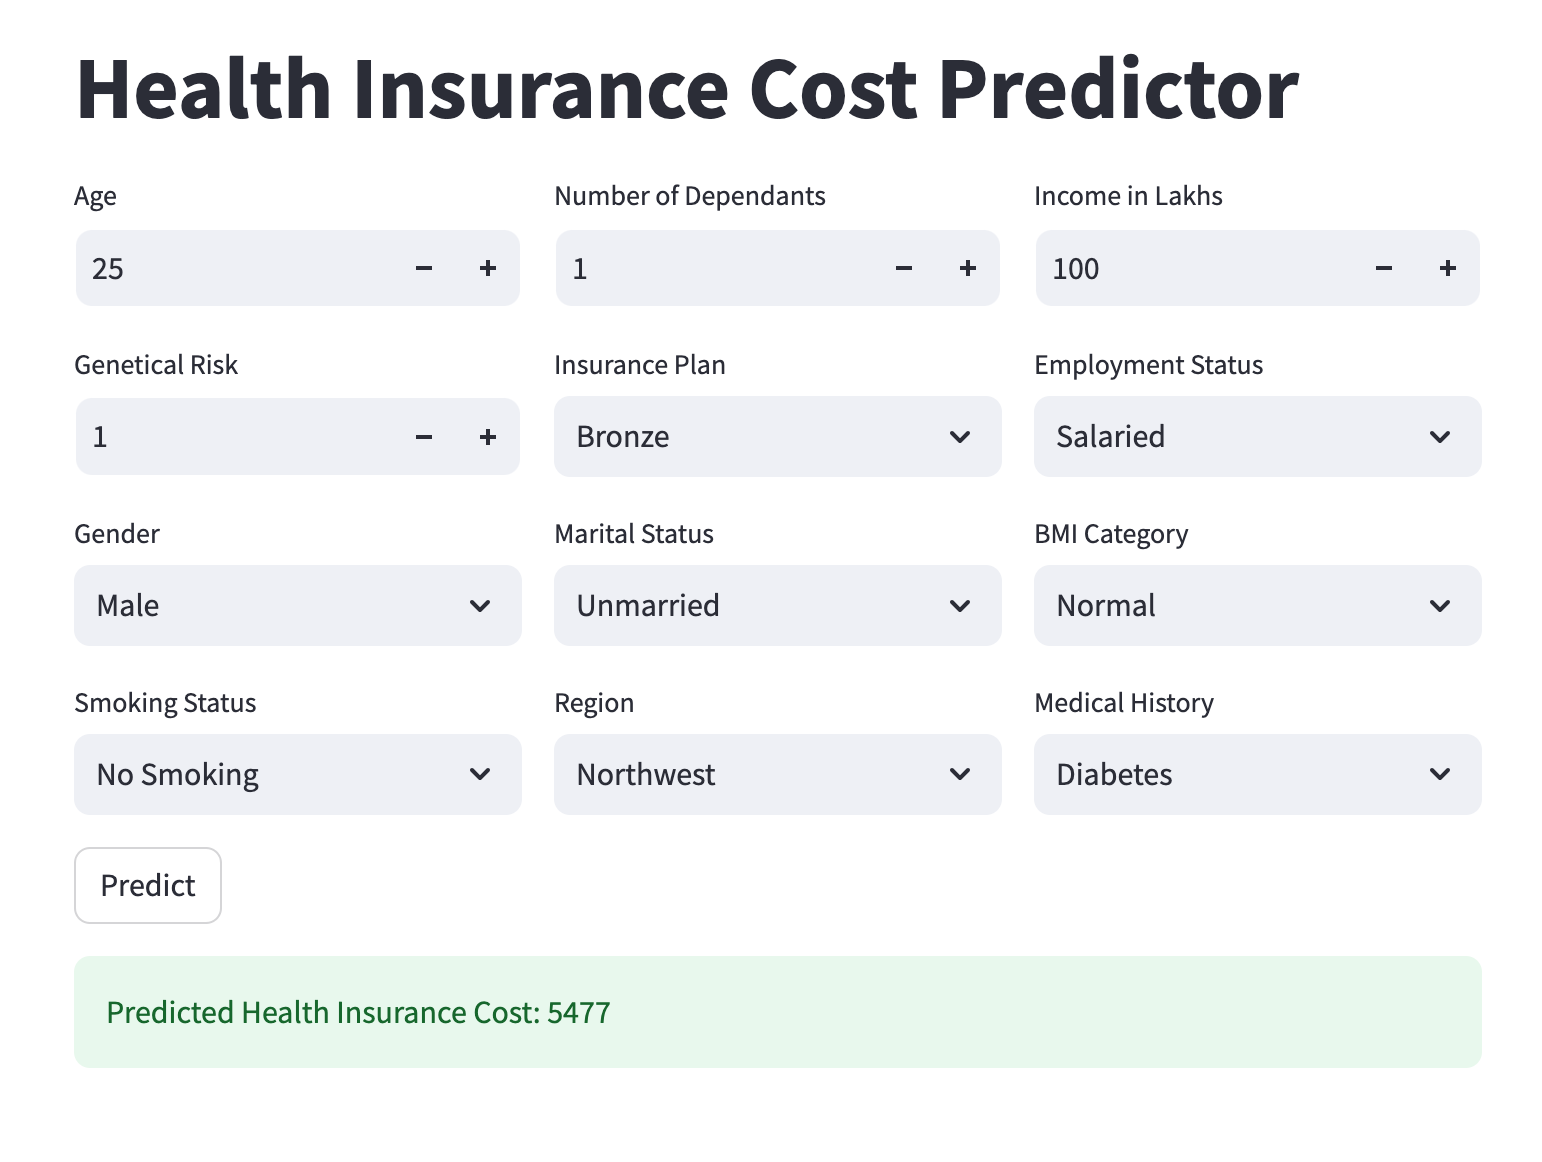 Health Insurance Cost Predictor
Age
Number of Dependants
Income in Lakhs
25
1
100
Genetical Risk
Insurance Plan
Employment Status
1
Bronze
Salaried
Gender
Marital Status
BMI Category
Male
Unmarried
Normal
Smoking Status
Region
Medical History
No Smoking
Northwest
Diabetes
Predict
Predicted Health Insurance Cost: 5477